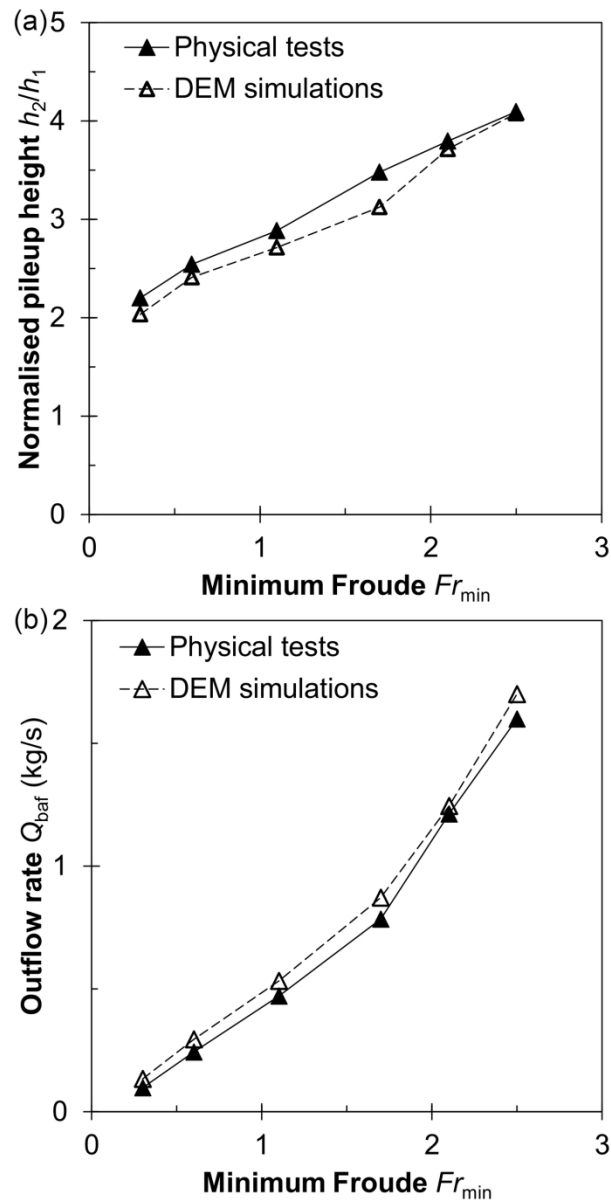 (a)
5
4
3
2
1
0
Normalised pileup height h2/h1
Physical tests
DEM simulations
0 1 2 3
Minimum Froude Frmin
(b)
2
1
0
Outflow rate Qbaf (kg/s)
Physical tests
DEM simulations
0 1 2 3
Minimum Froude Frmin